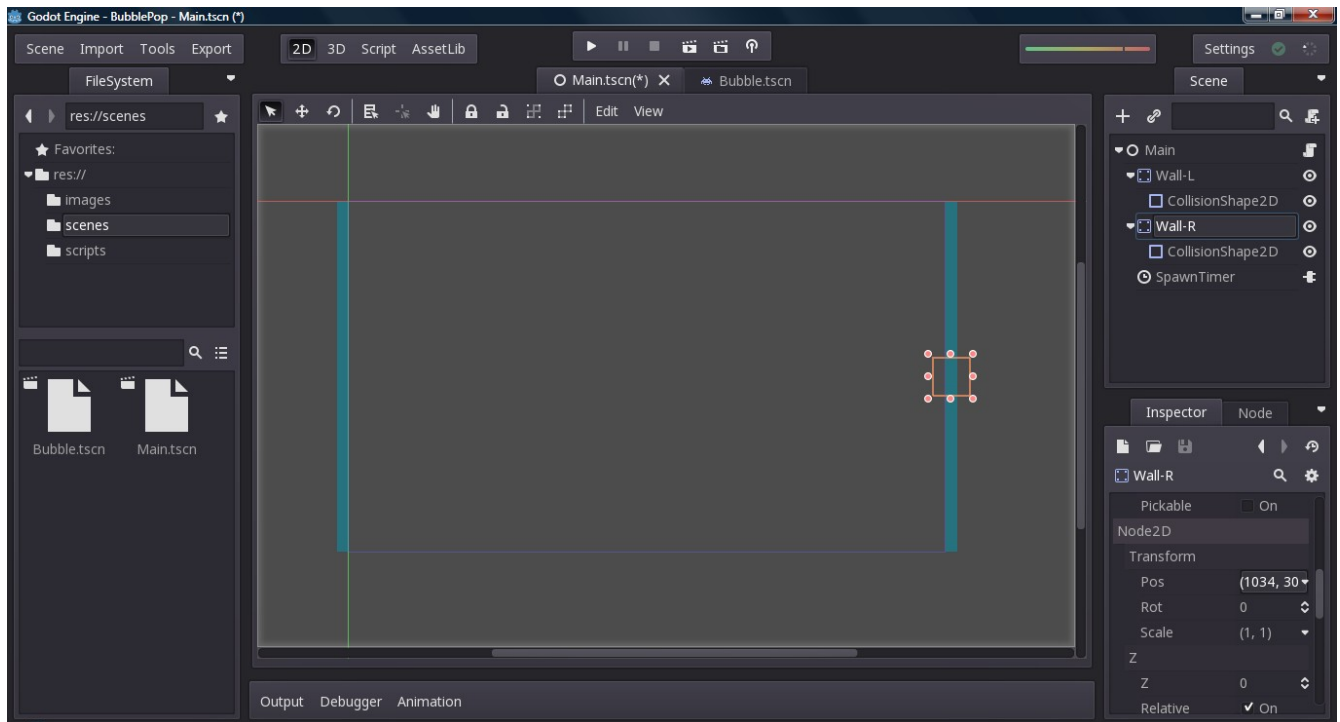 Godot Engine - BubblePop - Main.tscn (*)
Scene Import Tools Export
2D 3D Script AssetLib
Settings
FileSystem
Main.tscn(*)
Bubble.tscn
Scene
res://scenes
Edit View
Favorites:
res://
images
scenes
scripts
Main
Wall-L
CollisionShape2D
Wall-R
CollisionShape2D
SpawnTimer
Bubble.tscn
Main.tscn
Inspector Node
Wall-R
Pickable On
Node2D
Transform
Pos (1034, 30
Rot 0
Scale (1, 1)
Z
Z 0
Relative On
Output Debugger Animation